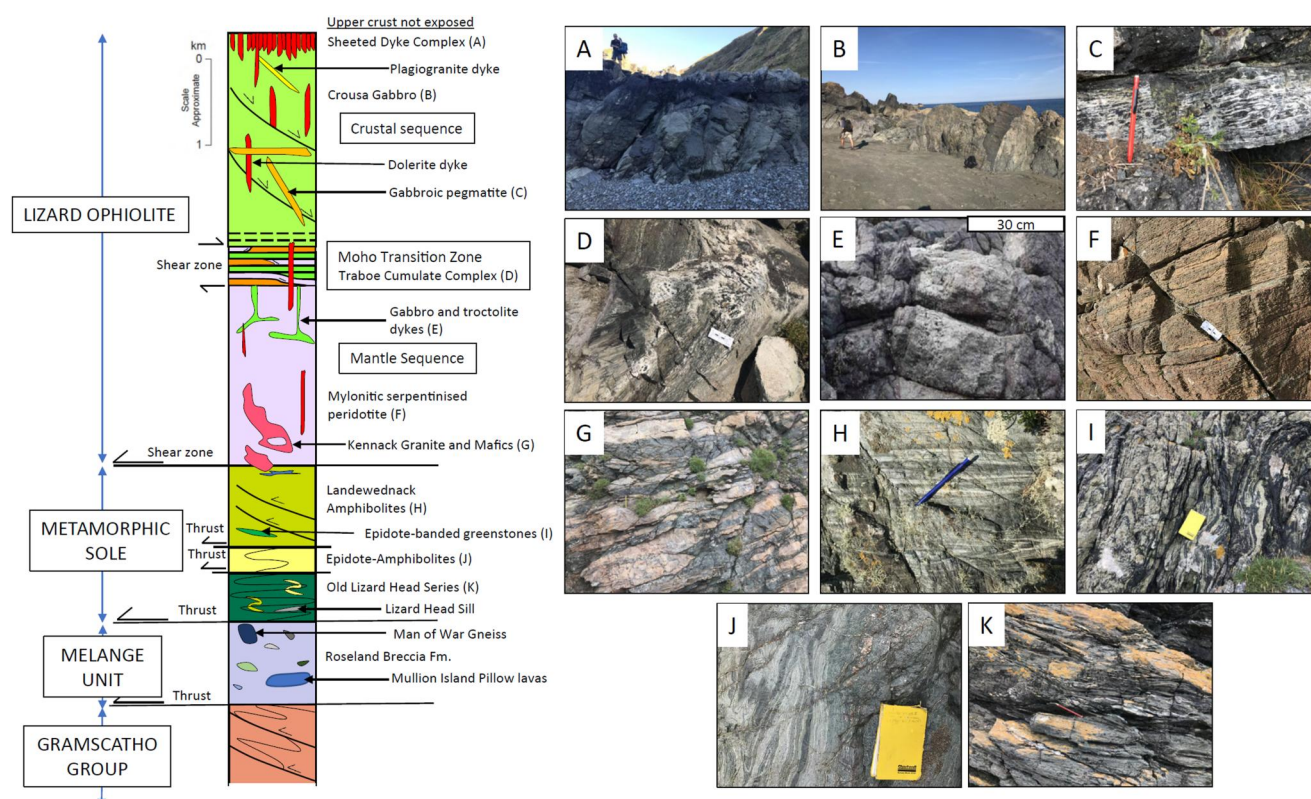 Upper crust not exposed
Sheeted Dyke Complex (A)
km
0
Scale
Approximate
1
Plagiogranite dyke
Crousa Gabbro (B)
Crustal sequence
Dolerite dyke
Gabbroic pegmatite (C)
LIZARD OPHIOLITE
Shear zone
Moho Transition Zone
Traboe Cumulate Complex (D)
Gabbro and troctolite
dykes (E)
Mantle Sequence
Mylonitic serpentinised
peridotite (F)
Kennack Granite and Mafics (G)
Shear zone
METAMORPHIC
SOLE
Landewednack
Amphibolites (H)
Thrust
Epidote-banded greenstones (I)
Thrust
Epidote-Amphibolites (J)
Old Lizard Head Series (K)
Lizard Head Sill
Thrust
MELANGE
UNIT
Man of War Gneiss
Roseland Breccia Fm.
Mullion Island Pillow lavas
Thrust
GRAMSCATHO
GROUP
A
B
C
D
E
30 cm
F
G
H
I
J
K